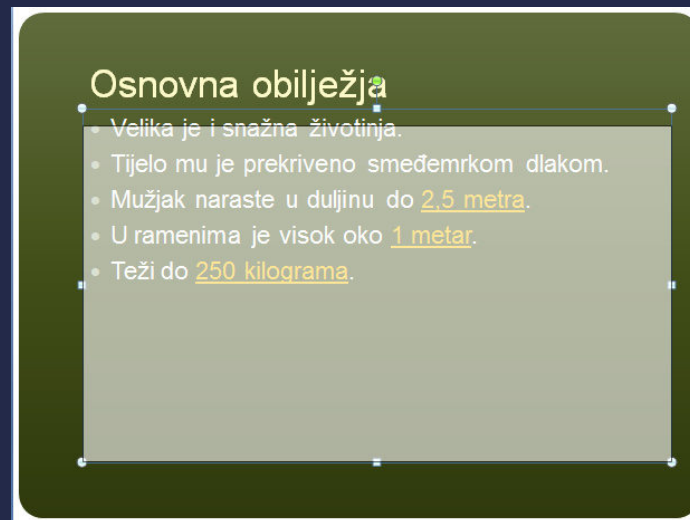 Osnovna obilježja
• Velika je i snažna životinja.
• Tijelo mu je prekriveno smeđemrkom dlakom.
• Mužjak naraste u duljinu do 2,5 metra.
• U ramenima je visok oko 1 metar.
• Teži do 250 kilograma.